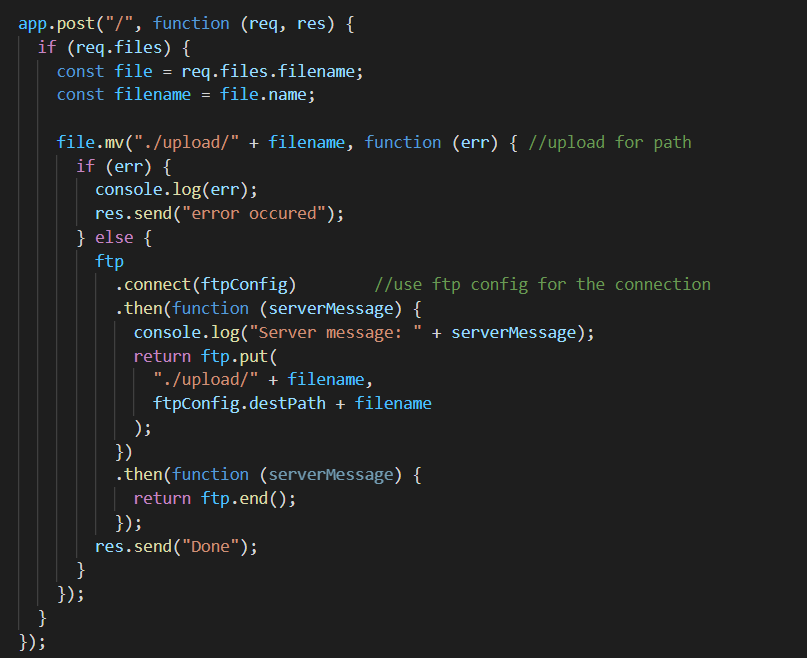 app.post("/", function (req, res) {
  if (req.files) {
    const file = req.files.filename;
    const filename = file.name;

    file.mv("./upload/" + filename, function (err) { //upload for path
      if (err) {
        console.log(err);
        res.send("error occured");
      } else {
        ftp
          .connect(ftpConfig)        //use ftp config for the connection
          .then(function (serverMessage) {
            console.log("Server message: " + serverMessage);
            return ftp.put(
              "./upload/" + filename,
              ftpConfig.destPath + filename
            );
          })
          .then(function (serverMessage) {
            return ftp.end();
          });
        res.send("Done");
      }
    });
  }
});